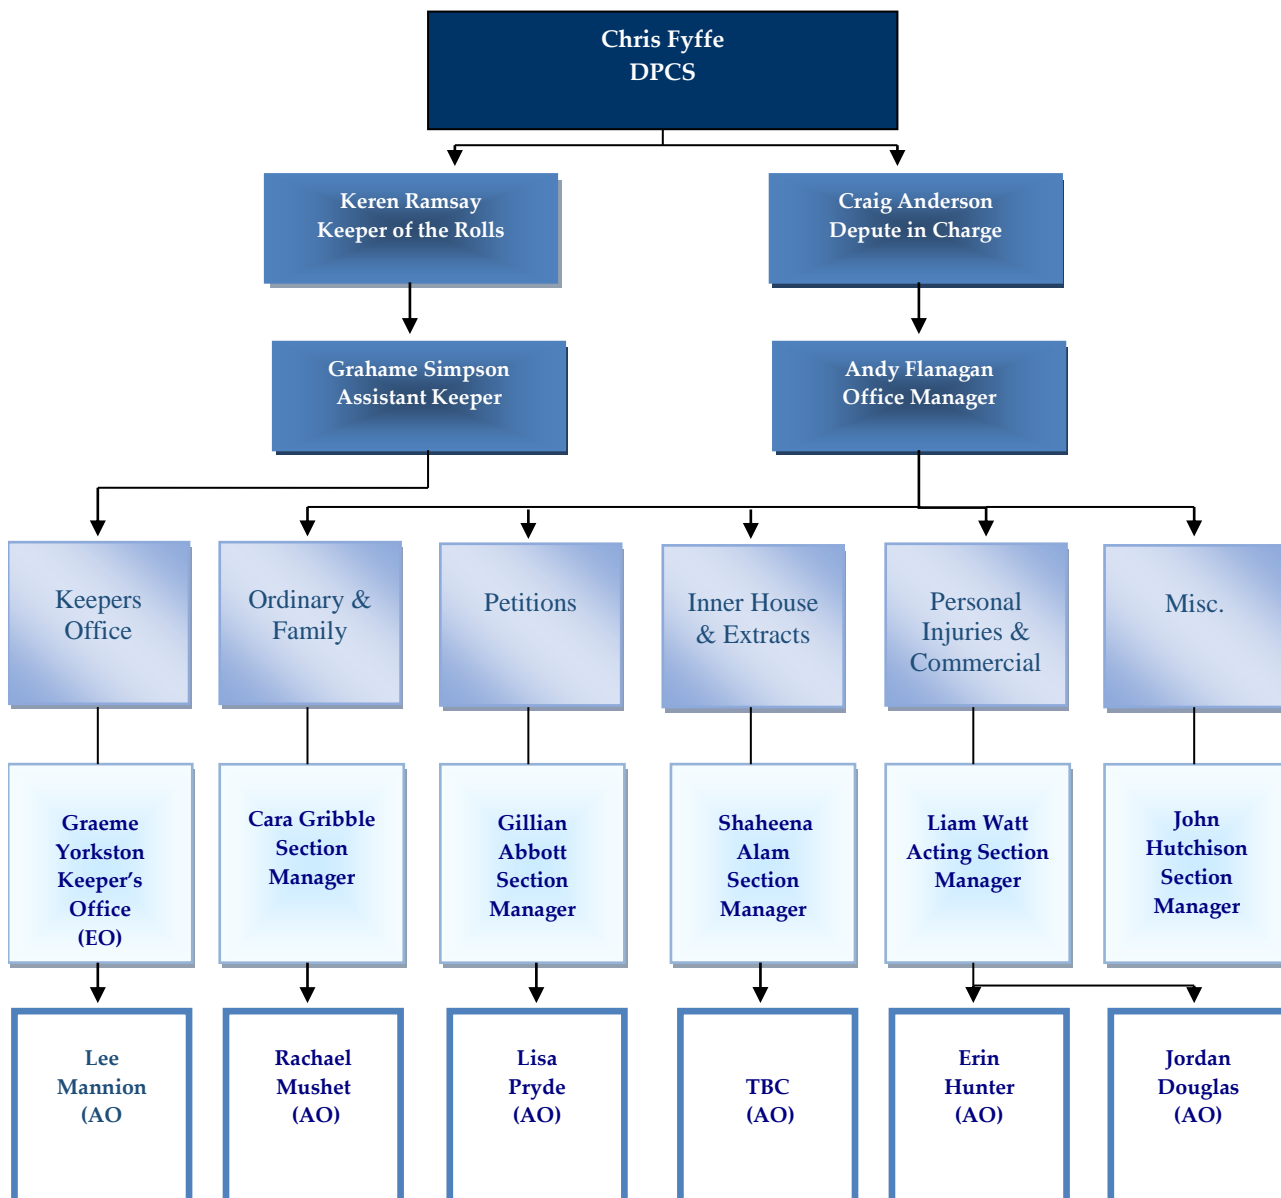 Chris Fyffe
DPCS
Keren Ramsay
Keeper of the Rolls
Craig Anderson
Depute in Charge
Grahame Simpson
Assistant Keeper
Andy Flanagan
Office Manager
Keepers
Office
Ordinary &
Family
Petitions
Inner House
& Extracts
Personal
Injuries &
Commercial
Misc.
Graeme
Yorkston
Keeper’s
Office
(EO)
Cara Gribble
Section
Manager
Gillian
Abbott
Section
Manager
Shaheena
Alam
Section
Manager
Liam Watt
Acting Section
Manager
John
Hutchison
Section
Manager
Lee
Mannion
(AO
Rachael
Mushet
(AO)
Lisa
Pryde
(AO)
TBC
(AO)
Erin
Hunter
(AO)
Jordan
Douglas
(AO)